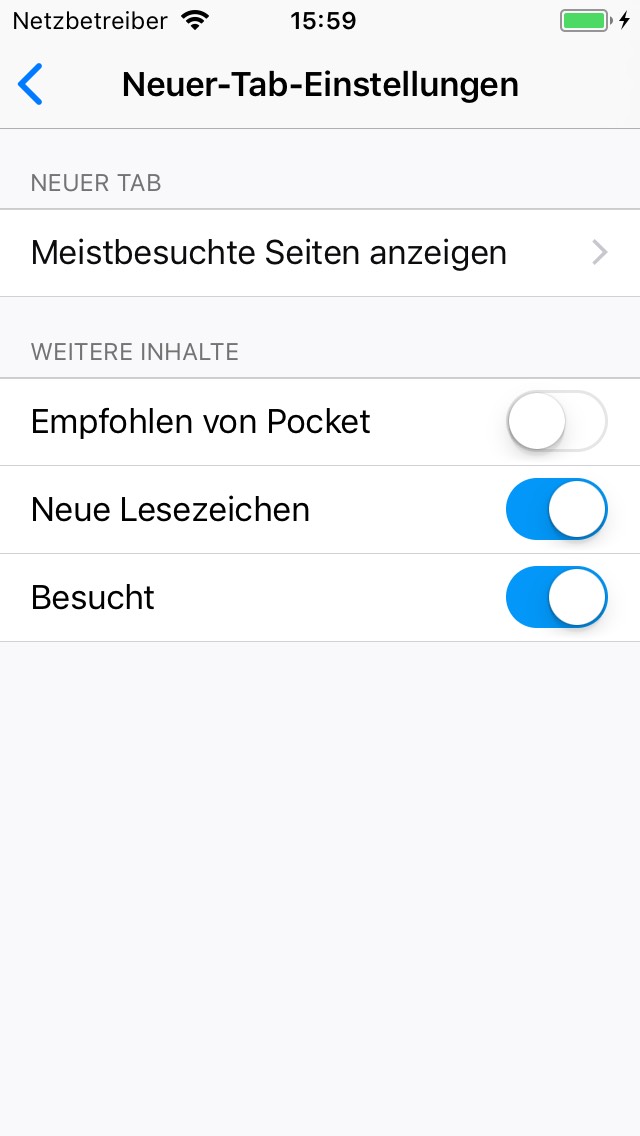 Netzbetreiber 15:59
Neuer-Tab-Einstellungen
NEUER TAB
Meistbesuchte Seiten anzeigen
WEITERE INHALTE
Empfohlen von Pocket
Neue Lesezeichen
Besucht